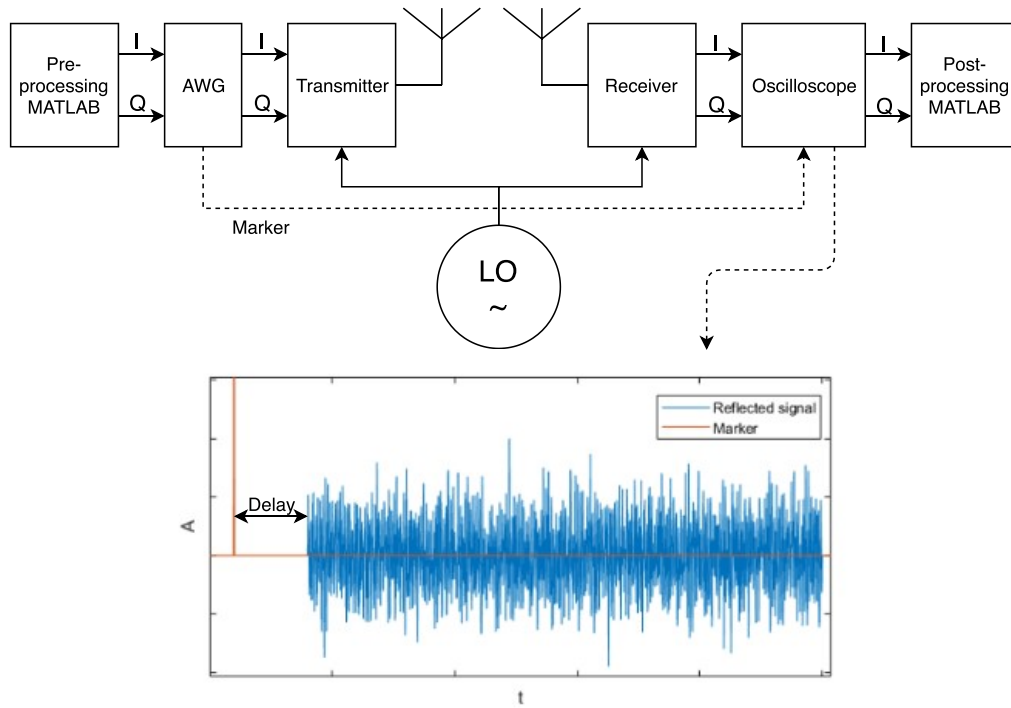 Pre-
processing
MATLAB
I
Q
AWG
I
Q
Transmitter
Receiver
I
Q
Oscilloscope
I
Q
Post-
processing
MATLAB
Marker
LO
~
Reflected signal
Marker
Delay
A
t